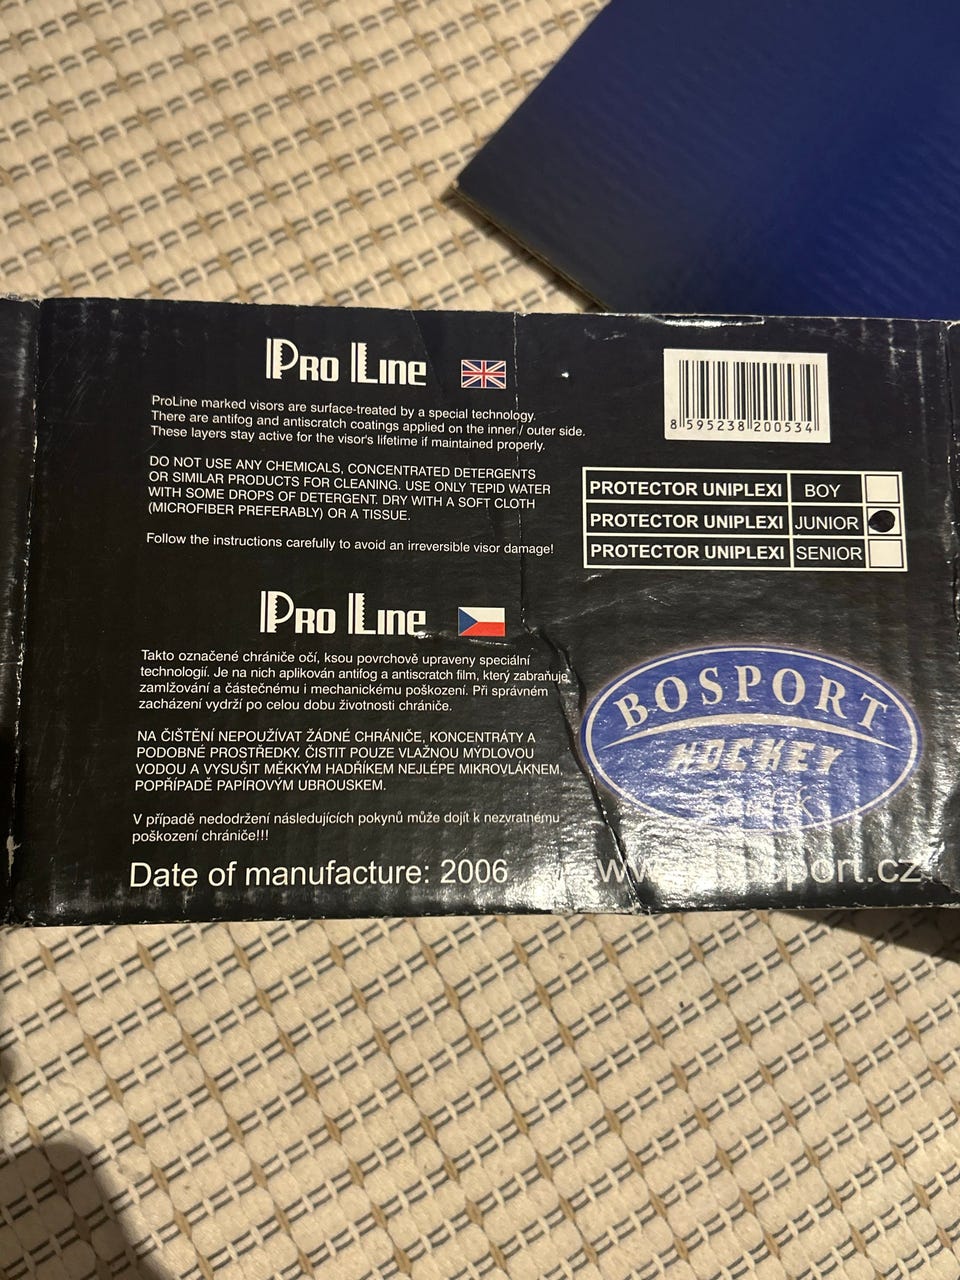 PRO LINE
ProLine marked visors are surface-treated by a special technology.
There are antifog and antiscratch coatings applied on the inner / outer side.
These layers stay active for the visor's lifetime if maintained properly.
DO NOT USE ANY CHEMICALS, CONCENTRATED DETERGENTS
OR SIMILAR PRODUCTS FOR CLEANING. USE ONLY TEPID WATER
WITH SOME DROPS OF DETERGENT. DRY WITH A SOFT CLOTH
(MICROFIBER PREFERABLY) OR A TISSUE.
Follow the instructions carefully to avoid an irreversible visor damage!
PRO LINE
Takto označené chrániče očí, ksou povrchově upraveny speciální
technologií. Je na nich aplikován antifog a antiscratch film, který zabraňuje
zamlžování a částečnému i mechanickému poškození. Při správném
zacházení vydrží po celou dobu životnosti chrániče.
NA ČIŠTĚNÍ NEPOUŽÍVAT ŽÁDNÉ CHRÁNIČE, KONCENTRÁTY A
PODOBNÉ PROSTŘEDKY. ČISTIT POUZE VLAŽNOU MÝDLOVOU
VODOU A VYSUŠIT MĚKKÝM HADŘÍKEM NEJLÉPE MIKROVLÁKNEM,
POPŘÍPADĚ PAPÍROVÝM UBROUSKEM.
V případě nedodržení následujících pokynů může dojít k nezvratnému
poškození chrániče!!!
Date of manufacture: 2006
8 595238 200534
PROTECTOR UNIPLEXI BOY
PROTECTOR UNIPLEXI JUNIOR
PROTECTOR UNIPLEXI SENIOR
BOSPORT
HOCKEY